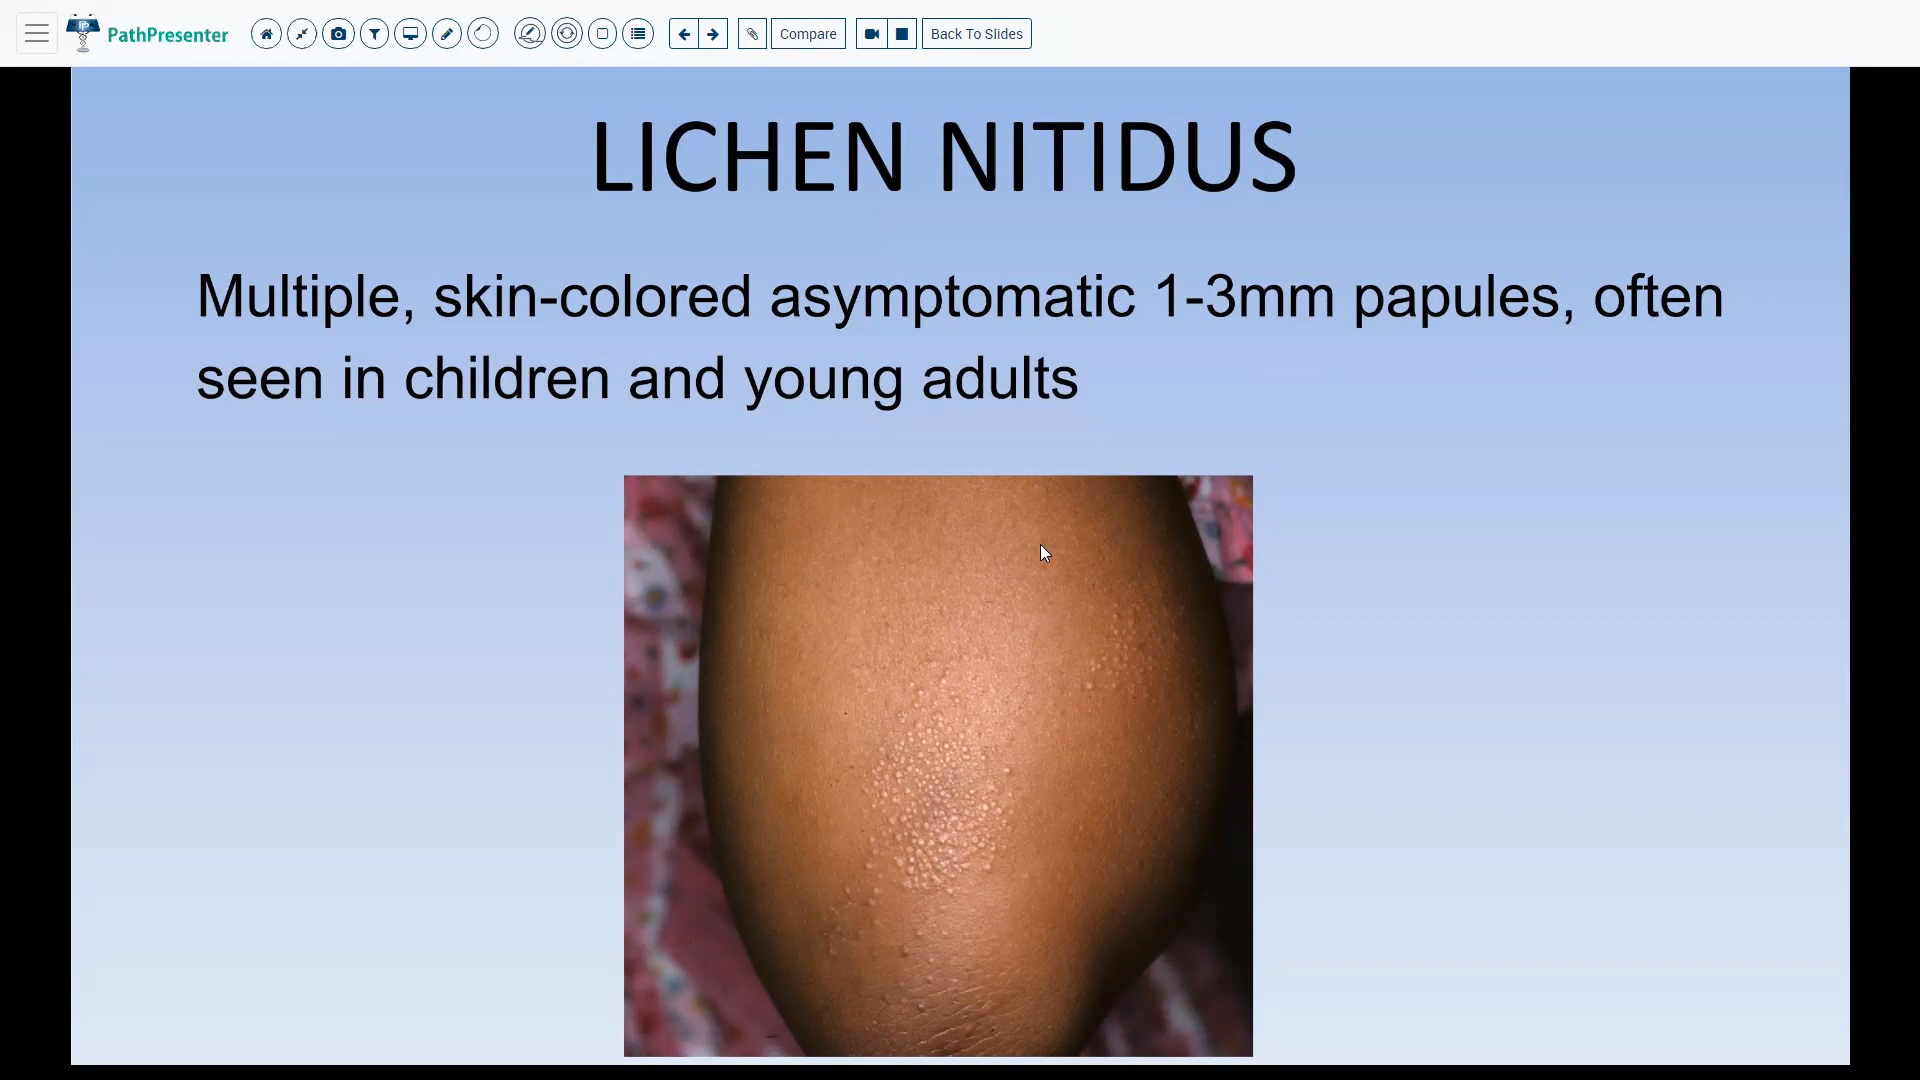 PathPresenter
Compare
Back To Slides
LICHEN NITIDUS
Multiple, skin-colored asymptomatic 1-3mm papules, often
seen in children and young adults